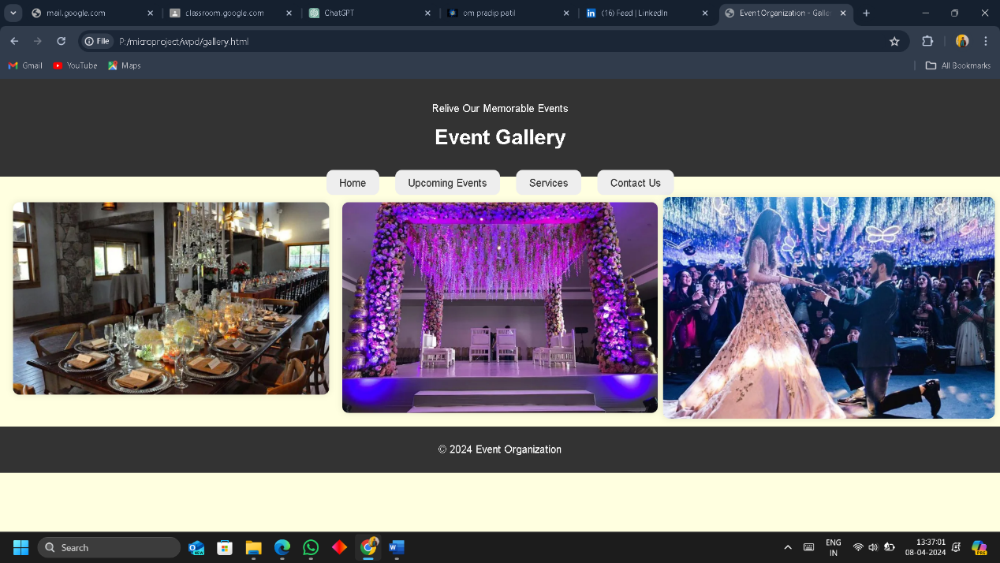 mail.google.com
classroom.google.com
ChatGPT
om pradip patil
(16) Feed | LinkedIn
Event Organization - Galle
File
P:/microproject/wpd/gallery.html
Gmail
YouTube
Maps
All Bookmarks
Relive Our Memorable Events
Event Gallery
Home
Upcoming Events
Services
Contact Us
© 2024 Event Organization
Search
NEW
W
ENG
IN
13:37:01
08-04-2024
PRE